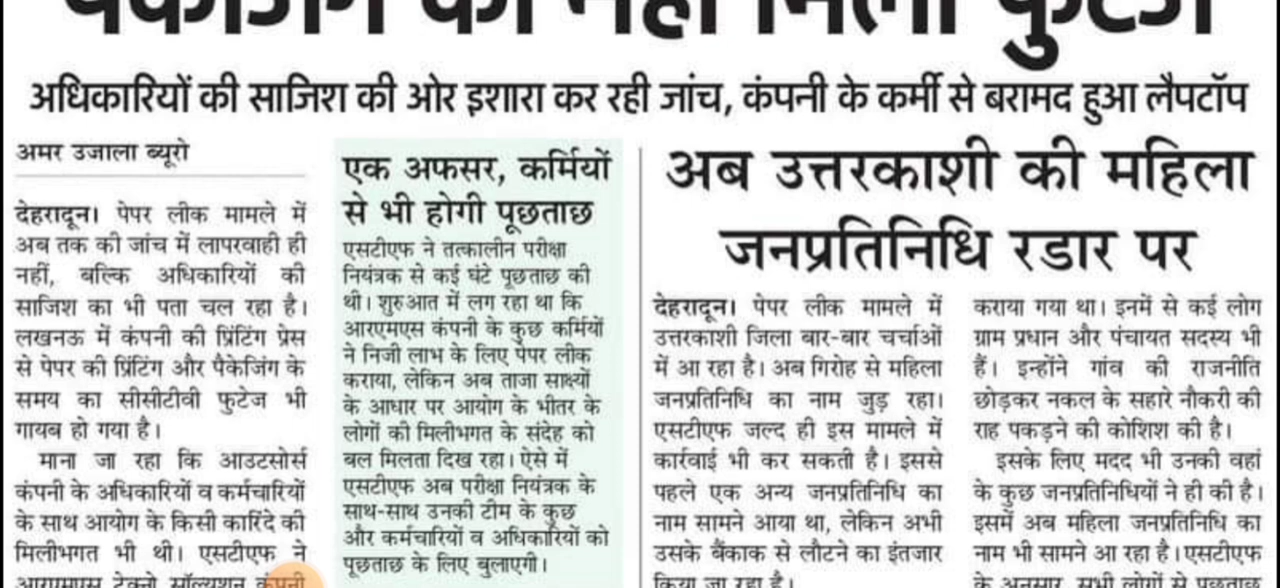 पैकेजिंग का नहीं मिला फुटेज
अधिकारियों की साजिश की ओर इशारा कर रही जांच, कंपनी के कर्मी से बरामद हुआ लैपटॉप
अमर उजाला ब्यूरो
देहरादून। पेपर लीक मामले में
अब तक की जांच में लापरवाही ही
नहीं, बल्कि अधिकारियों की
साजिश का भी पता चल रहा है।
लखनऊ में कंपनी की प्रिंटिंग प्रेस
से पेपर की प्रिंटिंग और पैकेजिंग के
समय का सीसीटीवी फुटेज भी
गायब हो गया है।
माना जा रहा कि आउटसोर्स
कंपनी के अधिकारियों व कर्मचारियों
के साथ आयोग के किसी कारिंदे की
मिलीभगत भी थी। एसटीएफ ने
आरएमएस टेक्नो सॉल्यूशन कंपनी
एक अफसर, कर्मियों
से भी होगी पूछताछ
एसटीएफ ने तत्कालीन परीक्षा
नियंत्रक से कई घंटे पूछताछ की
थी। शुरुआत में लग रहा था कि
आरएमएस कंपनी के कुछ कर्मियों
ने निजी लाभ के लिए पेपर लीक
कराया, लेकिन अब ताजा साक्ष्यों
के आधार पर आयोग के भीतर के
लोगों की मिलीभगत के संदेह को
बल मिलता दिख रहा। ऐसे में
एसटीएफ अब परीक्षा नियंत्रक के
साथ-साथ उनकी टीम के कुछ
और कर्मचारियों व अधिकारियों को
पूछताछ के लिए बुलाएगी।
अब उत्तरकाशी की महिला
जनप्रतिनिधि रडार पर
देहरादून। पेपर लीक मामले में
उत्तरकाशी जिला बार-बार चर्चाओं
में आ रहा है। अब गिरोह से महिला
जनप्रतिनिधि का नाम जुड़ रहा।
एसटीएफ जल्द ही इस मामले में
कार्रवाई भी कर सकती है। इससे
पहले एक अन्य जनप्रतिनिधि का
नाम सामने आया था, लेकिन अभी
उसके बैंकाक से लौटने का इंतजार
किया जा रहा है।
कराया गया था। इनमें से कई लोग
ग्राम प्रधान और पंचायत सदस्य भी
हैं। इन्होंने गांव की राजनीति
छोड़कर नकल के सहारे नौकरी की
राह पकड़ने की कोशिश की है।
इसके लिए मदद भी उनकी वहां
के कुछ जनप्रतिनिधियों ने ही की है।
इसमें अब महिला जनप्रतिनिधि का
नाम भी सामने आ रहा है। एसटीएफ
के अनुसार, सभी लोगों से पूछताछ